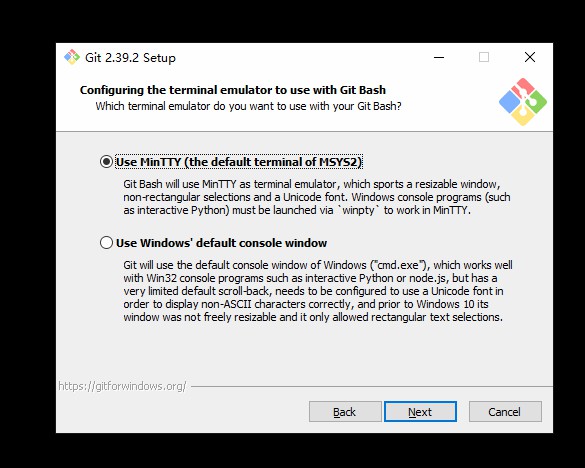 Git 2.39.2 Setup
Configuring the terminal emulator to use with Git Bash
Which terminal emulator do you want to use with your Git Bash?
Use MinTTY (the default terminal of MSYS2)
Git Bash will use MinTTY as terminal emulator, which sports a resizable window,
non-rectangular selections and a Unicode font. Windows console programs (such
as interactive Python) must be launched via `winpty` to work in MinTTY.
Use Windows' default console window
Git will use the default console window of Windows ("cmd.exe"), which works well
with Win32 console programs such as interactive Python or node.js, but has a
very limited default scroll-back, needs to be configured to use a Unicode font in
order to display non-ASCII characters correctly, and prior to Windows 10 its
window was not freely resizable and it only allowed rectangular text selections.
https://gitforwindows.org/
Back Next Cancel